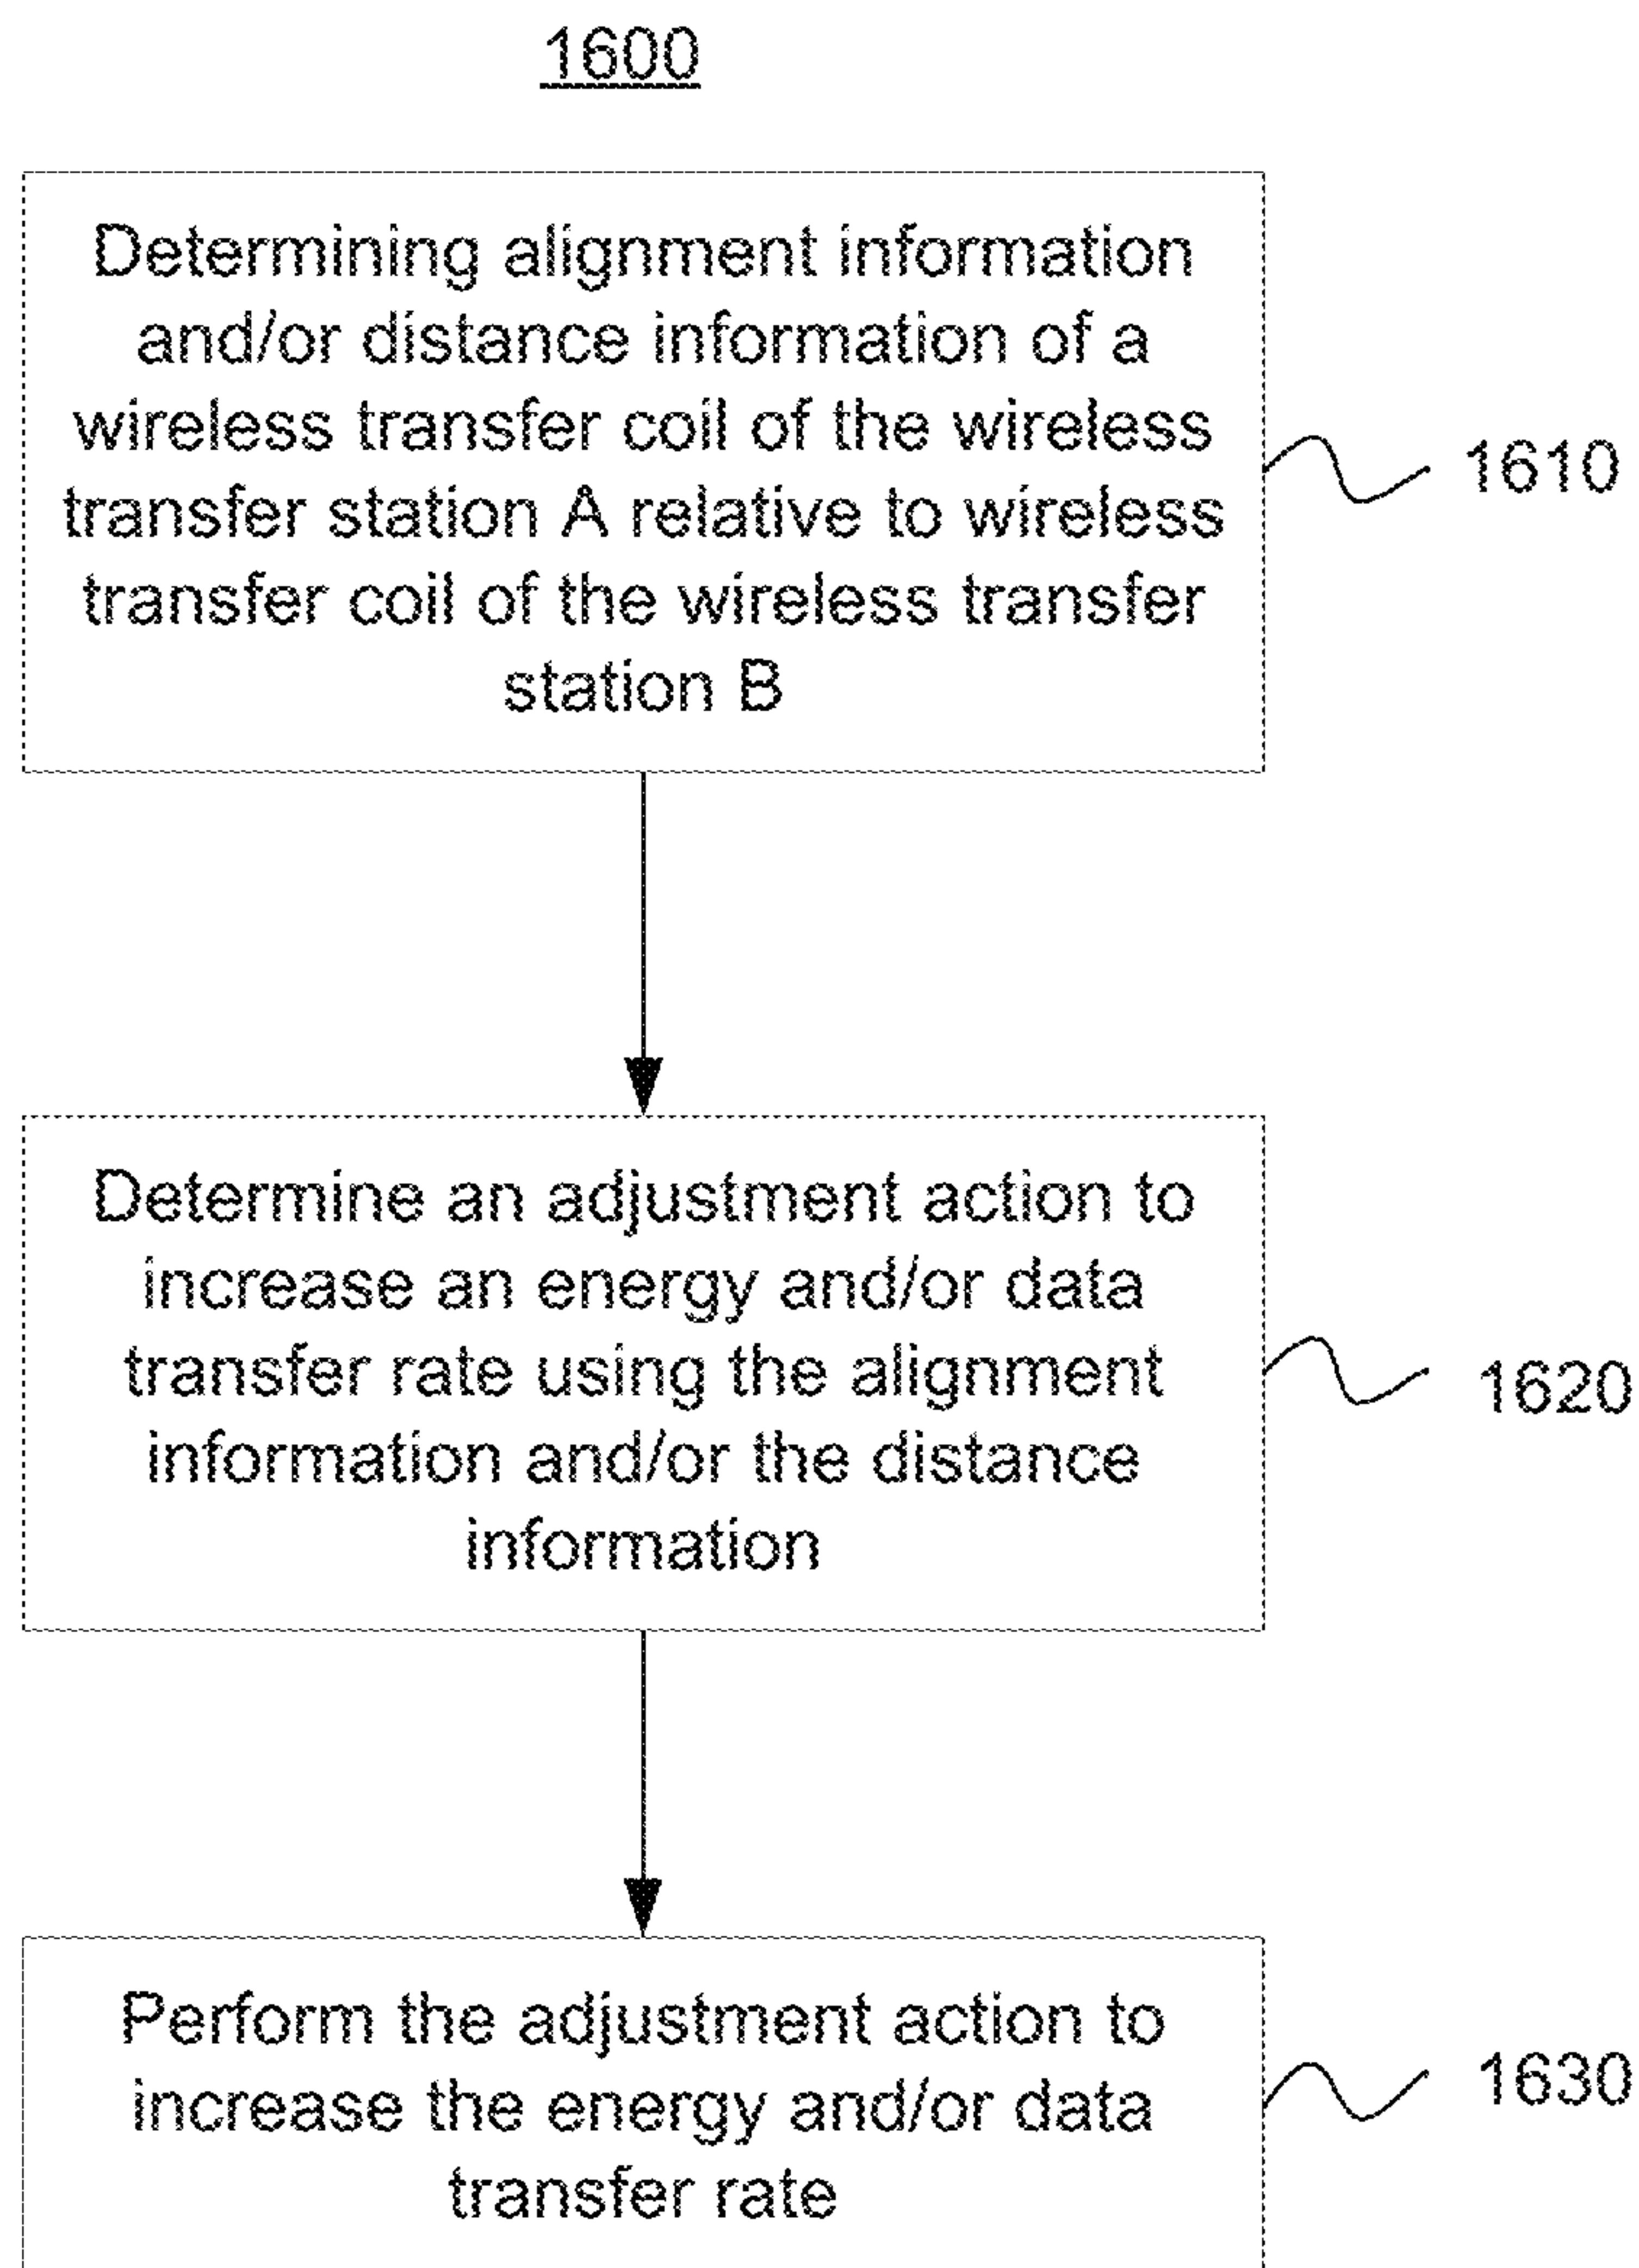 1600
Determining alignment information
and/or distance information of a
wireless transfer coil of the wireless
transfer station A relative to wireless
transfer coil of the wireless transfer
station B
1610
Determine an adjustment action to
increase an energy and/or data
transfer rate using the alignment
information and/or the distance
information
1620
Perform the adjustment action to
increase the energy and/or data
transfer rate
1630